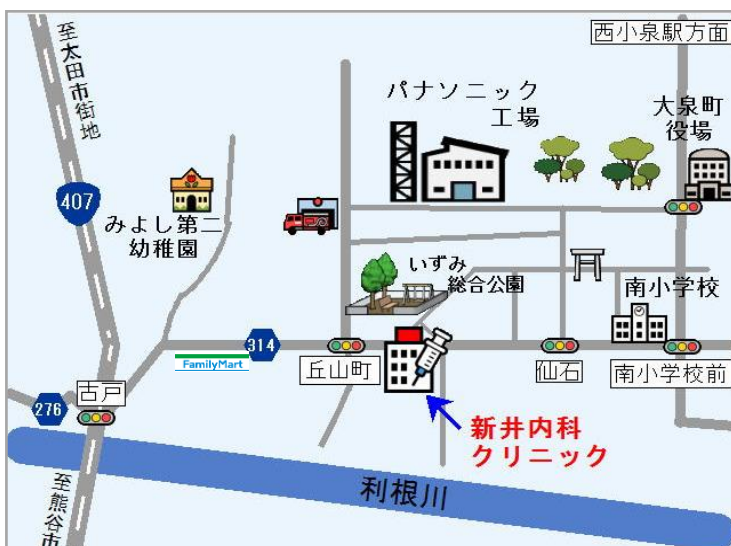 西小泉駅方面
至太田市街地
パナソニック
工場
大泉町
役場
407
みよし第二
幼稚園
いずみ
総合公園
南小学校
314
FamilyMart
丘山町
仙石
南小学校前
古戸
276
新井内科
クリニック
利根川
至熊谷市